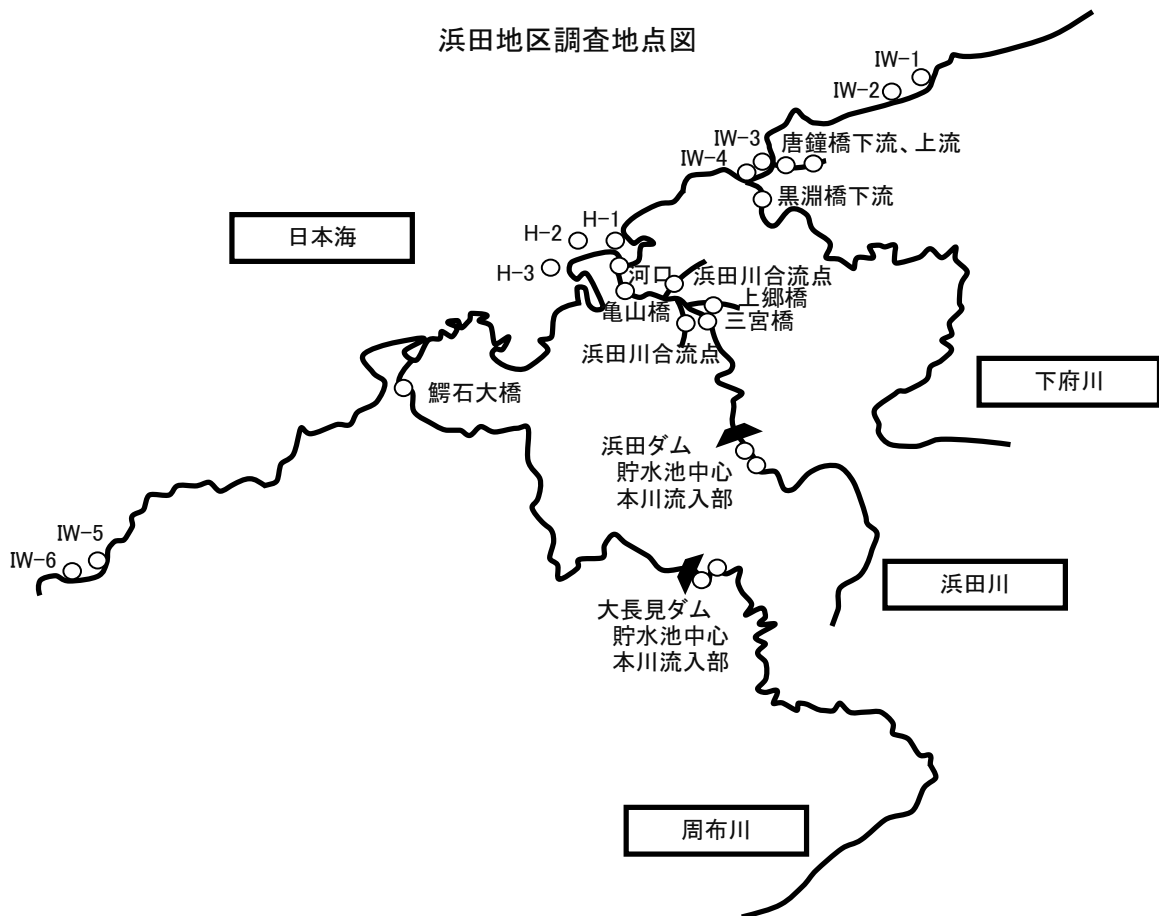 浜田地区調査地点図
IW-1
IW-2
IW-3
唐鐘橋下流、上流
IW-4
黒淵橋下流
日本海
H-1
H-2
H-3
河口
浜田川合流点
上郷橋
亀山橋
三宮橋
浜田川合流点
下府川
鰐石大橋
浜田ダム
貯水池中心
本川流入部
IW-5
IW-6
浜田川
大長見ダム
貯水池中心
本川流入部
周布川